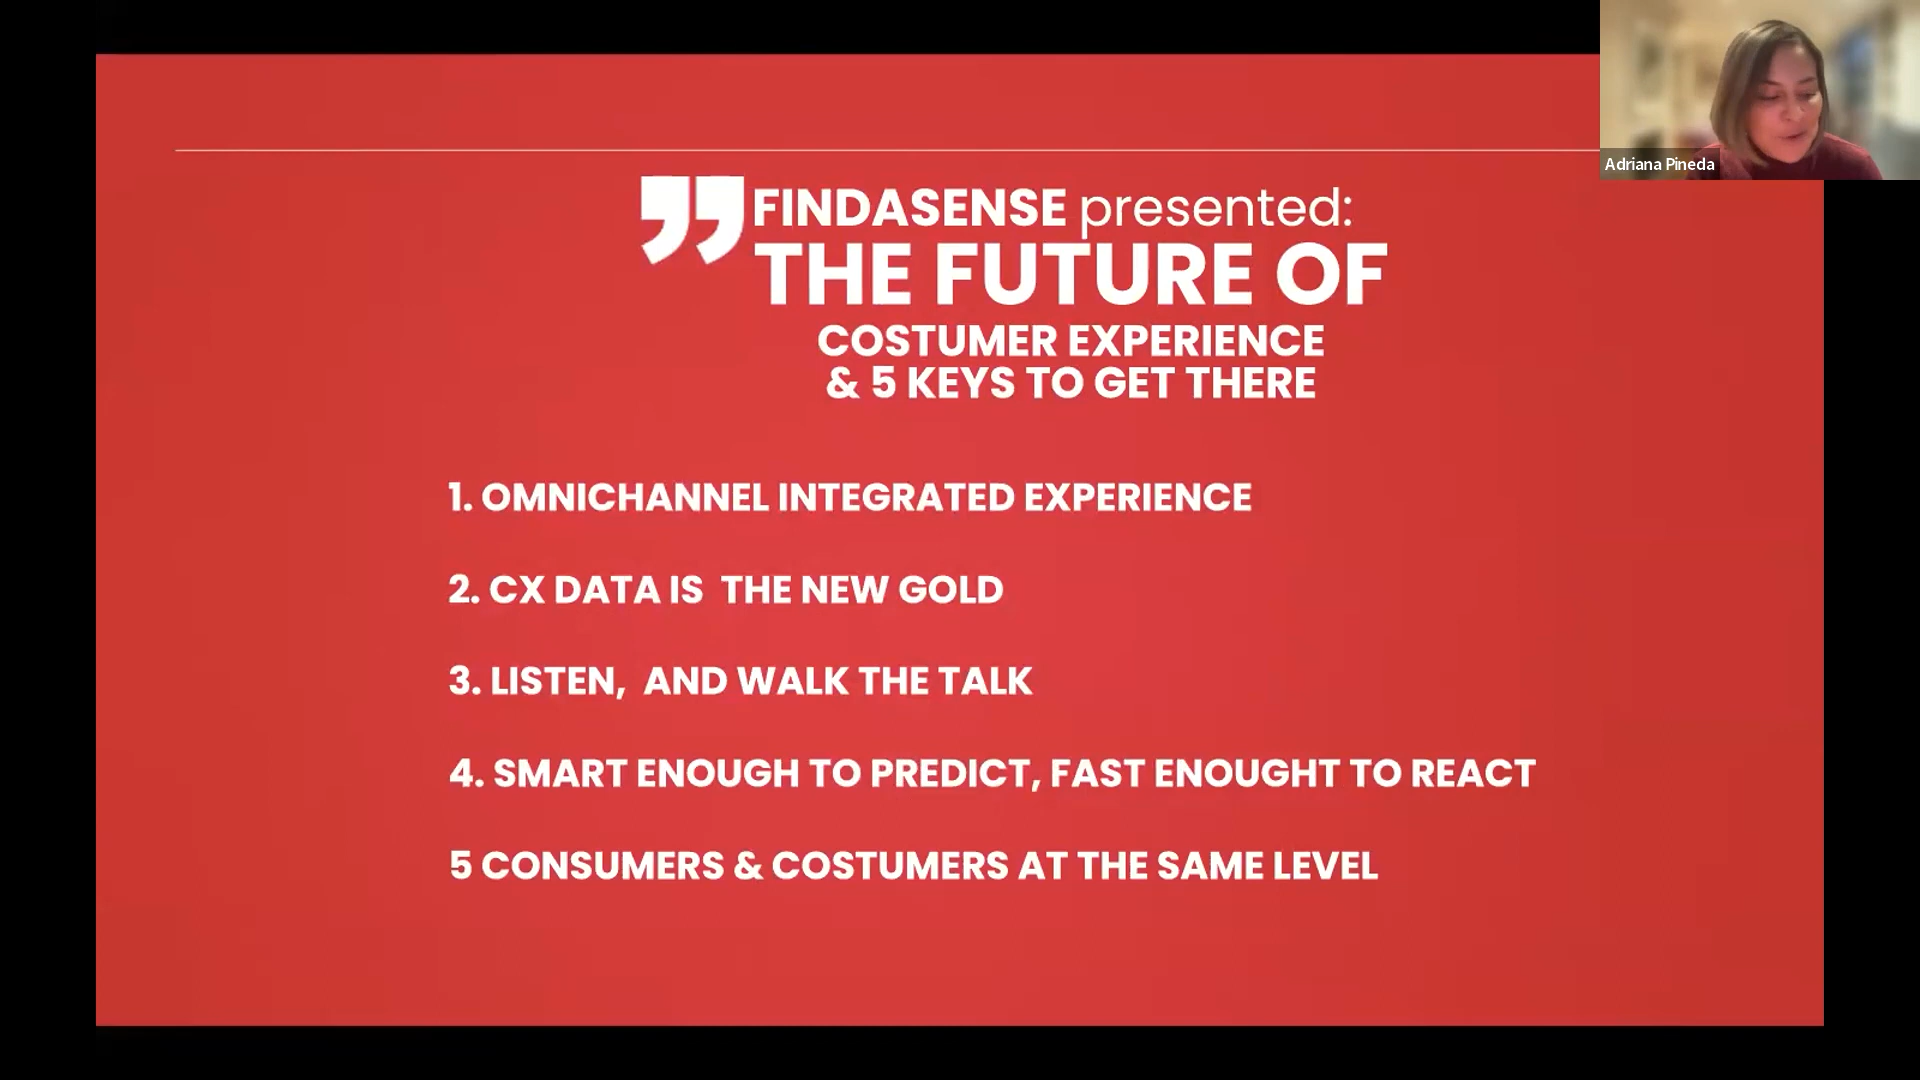 Adriana Pineda
FINDASENSE presented:
THE FUTURE OF
COSTUMER EXPERIENCE
& 5 KEYS TO GET THERE
1. OMNICHANNEL INTEGRATED EXPERIENCE
2. CX DATA IS  THE NEW GOLD
3. LISTEN,  AND WALK THE TALK
4. SMART ENOUGH TO PREDICT, FAST ENOUGHT TO REACT
5 CONSUMERS & COSTUMERS AT THE SAME LEVEL